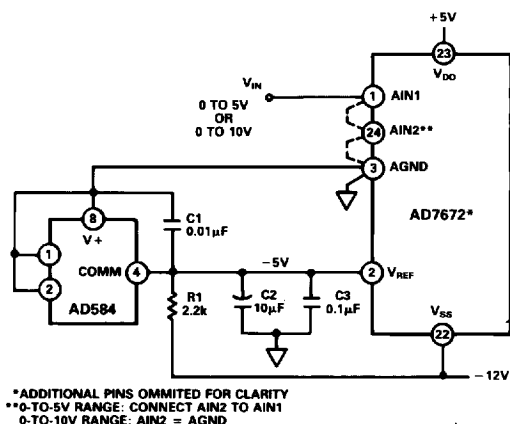 +5V
23
VDD
VIN
0 TO 5V
OR
0 TO 10V
1 AIN1
24 AIN2**
3 AGND
AD7672*
8
V+
C1
0.01µF
1
COMM 4
2
AD584
–5V
2 VREF
R1
2.2k
C2
10µF
C3
0.1µF
VSS
22
–12V
*ADDITIONAL PINS OMMITED FOR CLARITY
**0-TO-5V RANGE: CONNECT AIN2 TO AIN1
0-TO-10V RANGE: AIN2 = AGND